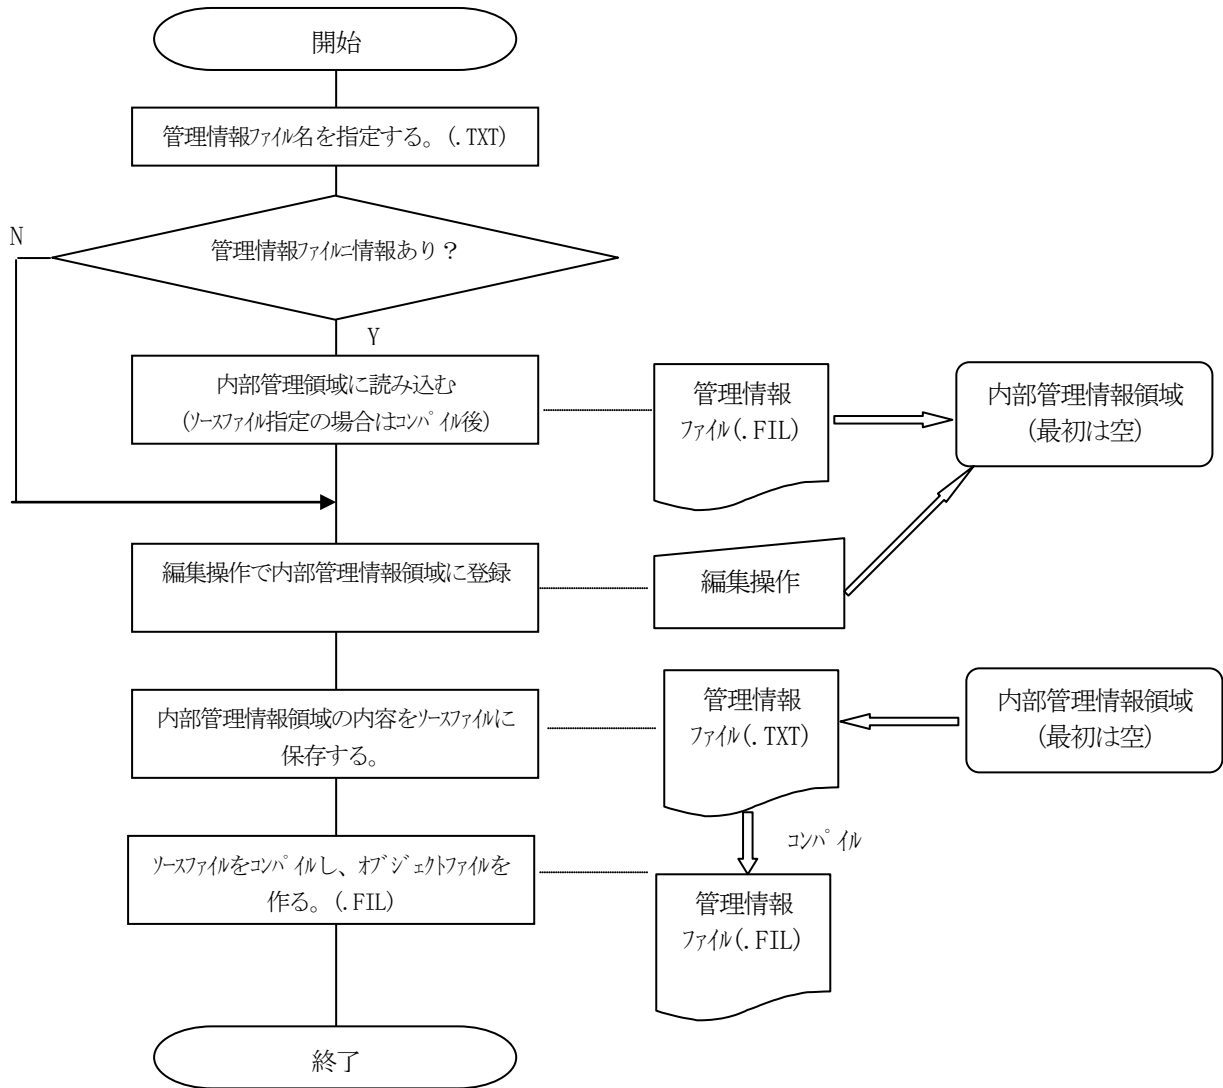 開始
管理情報ﾌｧｲﾙ名を指定する。(.TXT)
N
管理情報ﾌｧｲﾙﾆ情報あり？
Y
内部管理領域に読み込む
(ｿｰｽﾌｧｲﾙ指定の場合はｺﾝﾊﾟｲﾙ後)
管理情報
ﾌｧｲﾙ(.FIL)
内部管理情報領域
(最初は空)
編集操作で内部管理情報領域に登録
編集操作
内部管理情報領域の内容をｿｰｽﾌｧｲﾙに
保存する。
管理情報
ﾌｧｲﾙ(.TXT)
内部管理情報領域
(最初は空)
ｺﾝﾊﾟｲﾙ
ｿｰｽﾌｧｲﾙをｺﾝﾊﾟｲﾙし、ｵﾌﾞｼﾞｪｸﾄﾌｧｲﾙを
作る。(.FIL)
管理情報
ﾌｧｲﾙ(.FIL)
終了